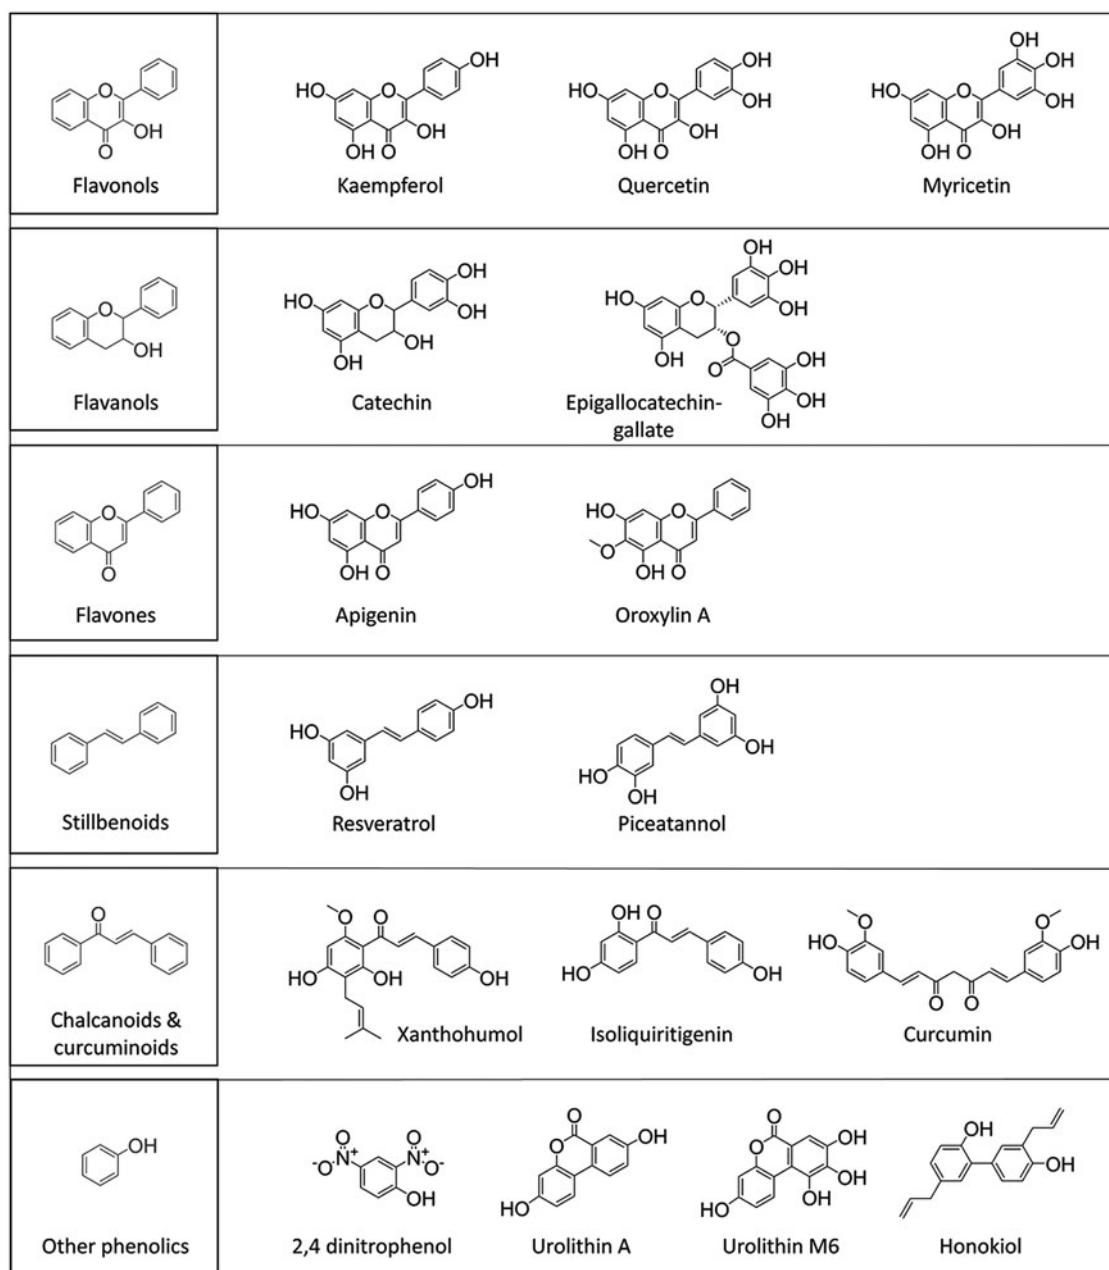 O
OH
O
Flavonols
OH
HO
O
OH
OH O
Kaempferol
OH
HO
O
OH
OH
OH O
Quercetin
OH
OH
HO
O
OH
OH
OH O
Myricetin
O
OH
Flavanols
OH
HO
O
OH
OH
OH
Catechin
OH
OH
HO
O
OH
O
OH
O
OH
OH
OH
Epigallocatechin-
gallate
O
O
Flavones
OH
HO
O
OH O
Apigenin
HO
O
O
OH O
Oroxylin A
Stillbenoids
OH
HO
OH
Resveratrol
OH
OH
HO
OH
Piceatannol
O
Chalcanoids &
curcuminoids
O
O
HO
OH
OH
Xanthohumol
OH
O
HO
OH
Isoliquiritigenin
O
O
HO
OH
O
O
Curcumin
OH
Other phenolics
O
O
-O
N+
N+
O-
OH
2,4 dinitrophenol
O
O
OH
HO
Urolithin A
O
O
OH
OH
HO
OH
Urolithin M6
OH
OH
Honokiol